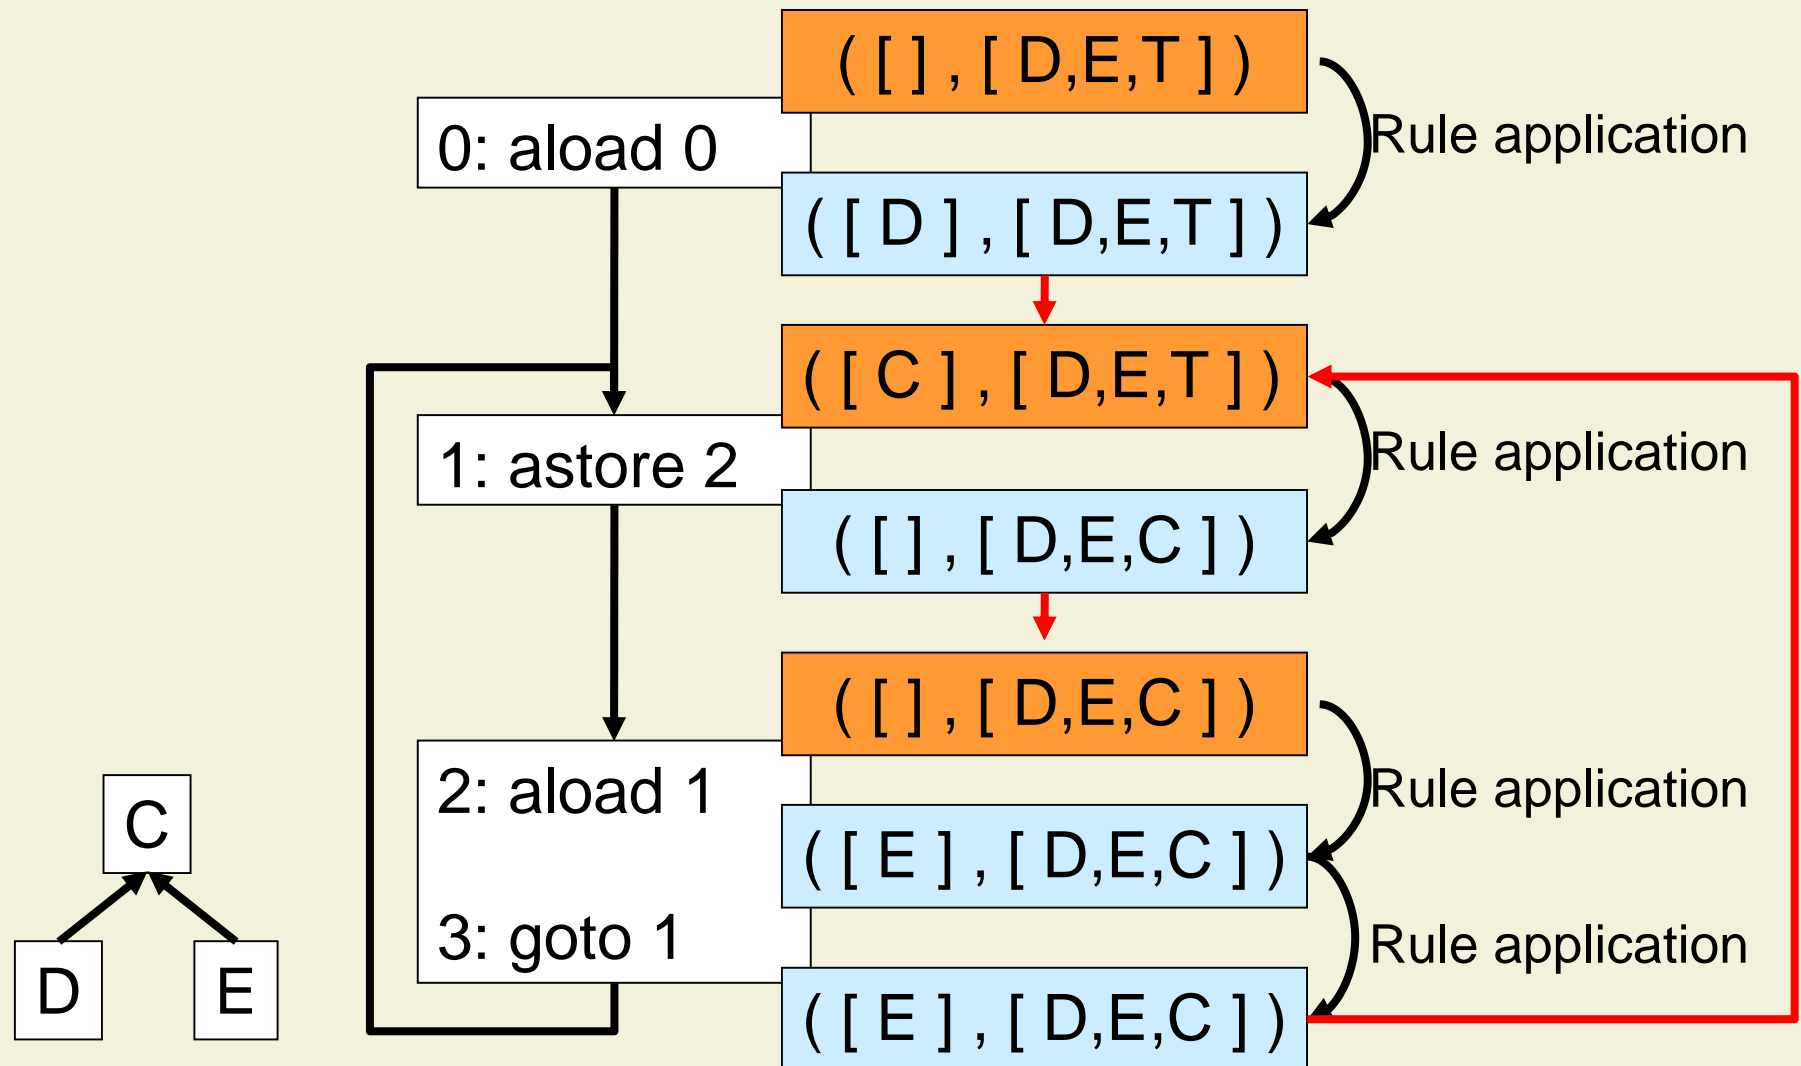 ( [ ] , [ D,E,T ] )
0: aload 0
Rule application
( [ D ] , [ D,E,T ] )
( [ C ] , [ D,E,T ] )
1: astore 2
Rule application
( [ ] , [ D,E,C ] )
( [ ] , [ D,E,C ] )
2: aload 1
Rule application
C
( [ E ] , [ D,E,C ] )
3: goto 1
Rule application
D
E
( [ E ] , [ D,E,C ] )